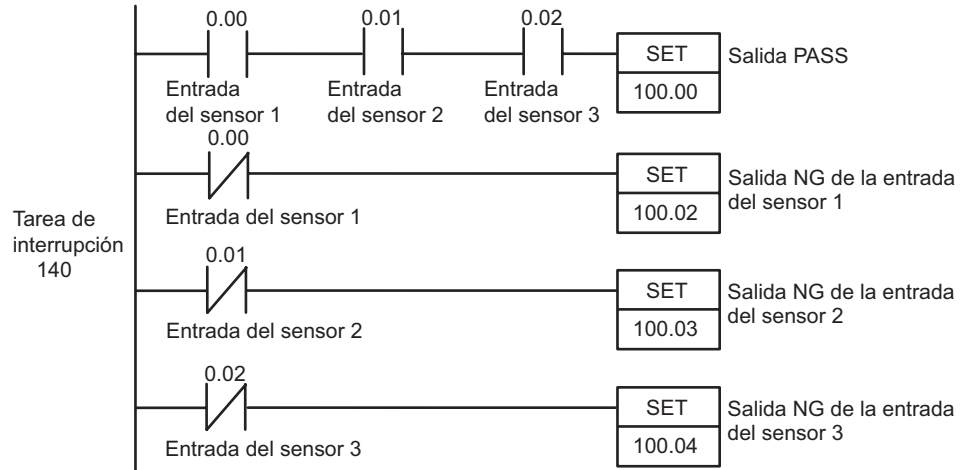 0.00
0.01
0.02
SET
Salida PASS
100.00
Entrada
del sensor 1
Entrada
del sensor 2
Entrada
del sensor 3
0.00
SET
100.02
Salida NG de la entrada
del sensor 1
Entrada del sensor 1
Tarea de
interrupción
140
0.01
SET
100.03
Salida NG de la entrada
del sensor 2
Entrada del sensor 2
0.02
SET
100.04
Salida NG de la entrada
del sensor 3
Entrada del sensor 3